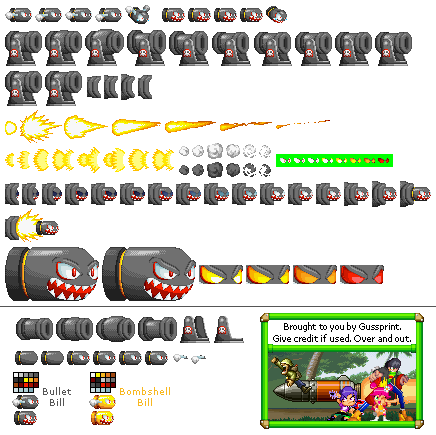 Brought to you by Gussprint.
Give credit if used. Over and out.
Bullet
Bill
Bombshell
Bill